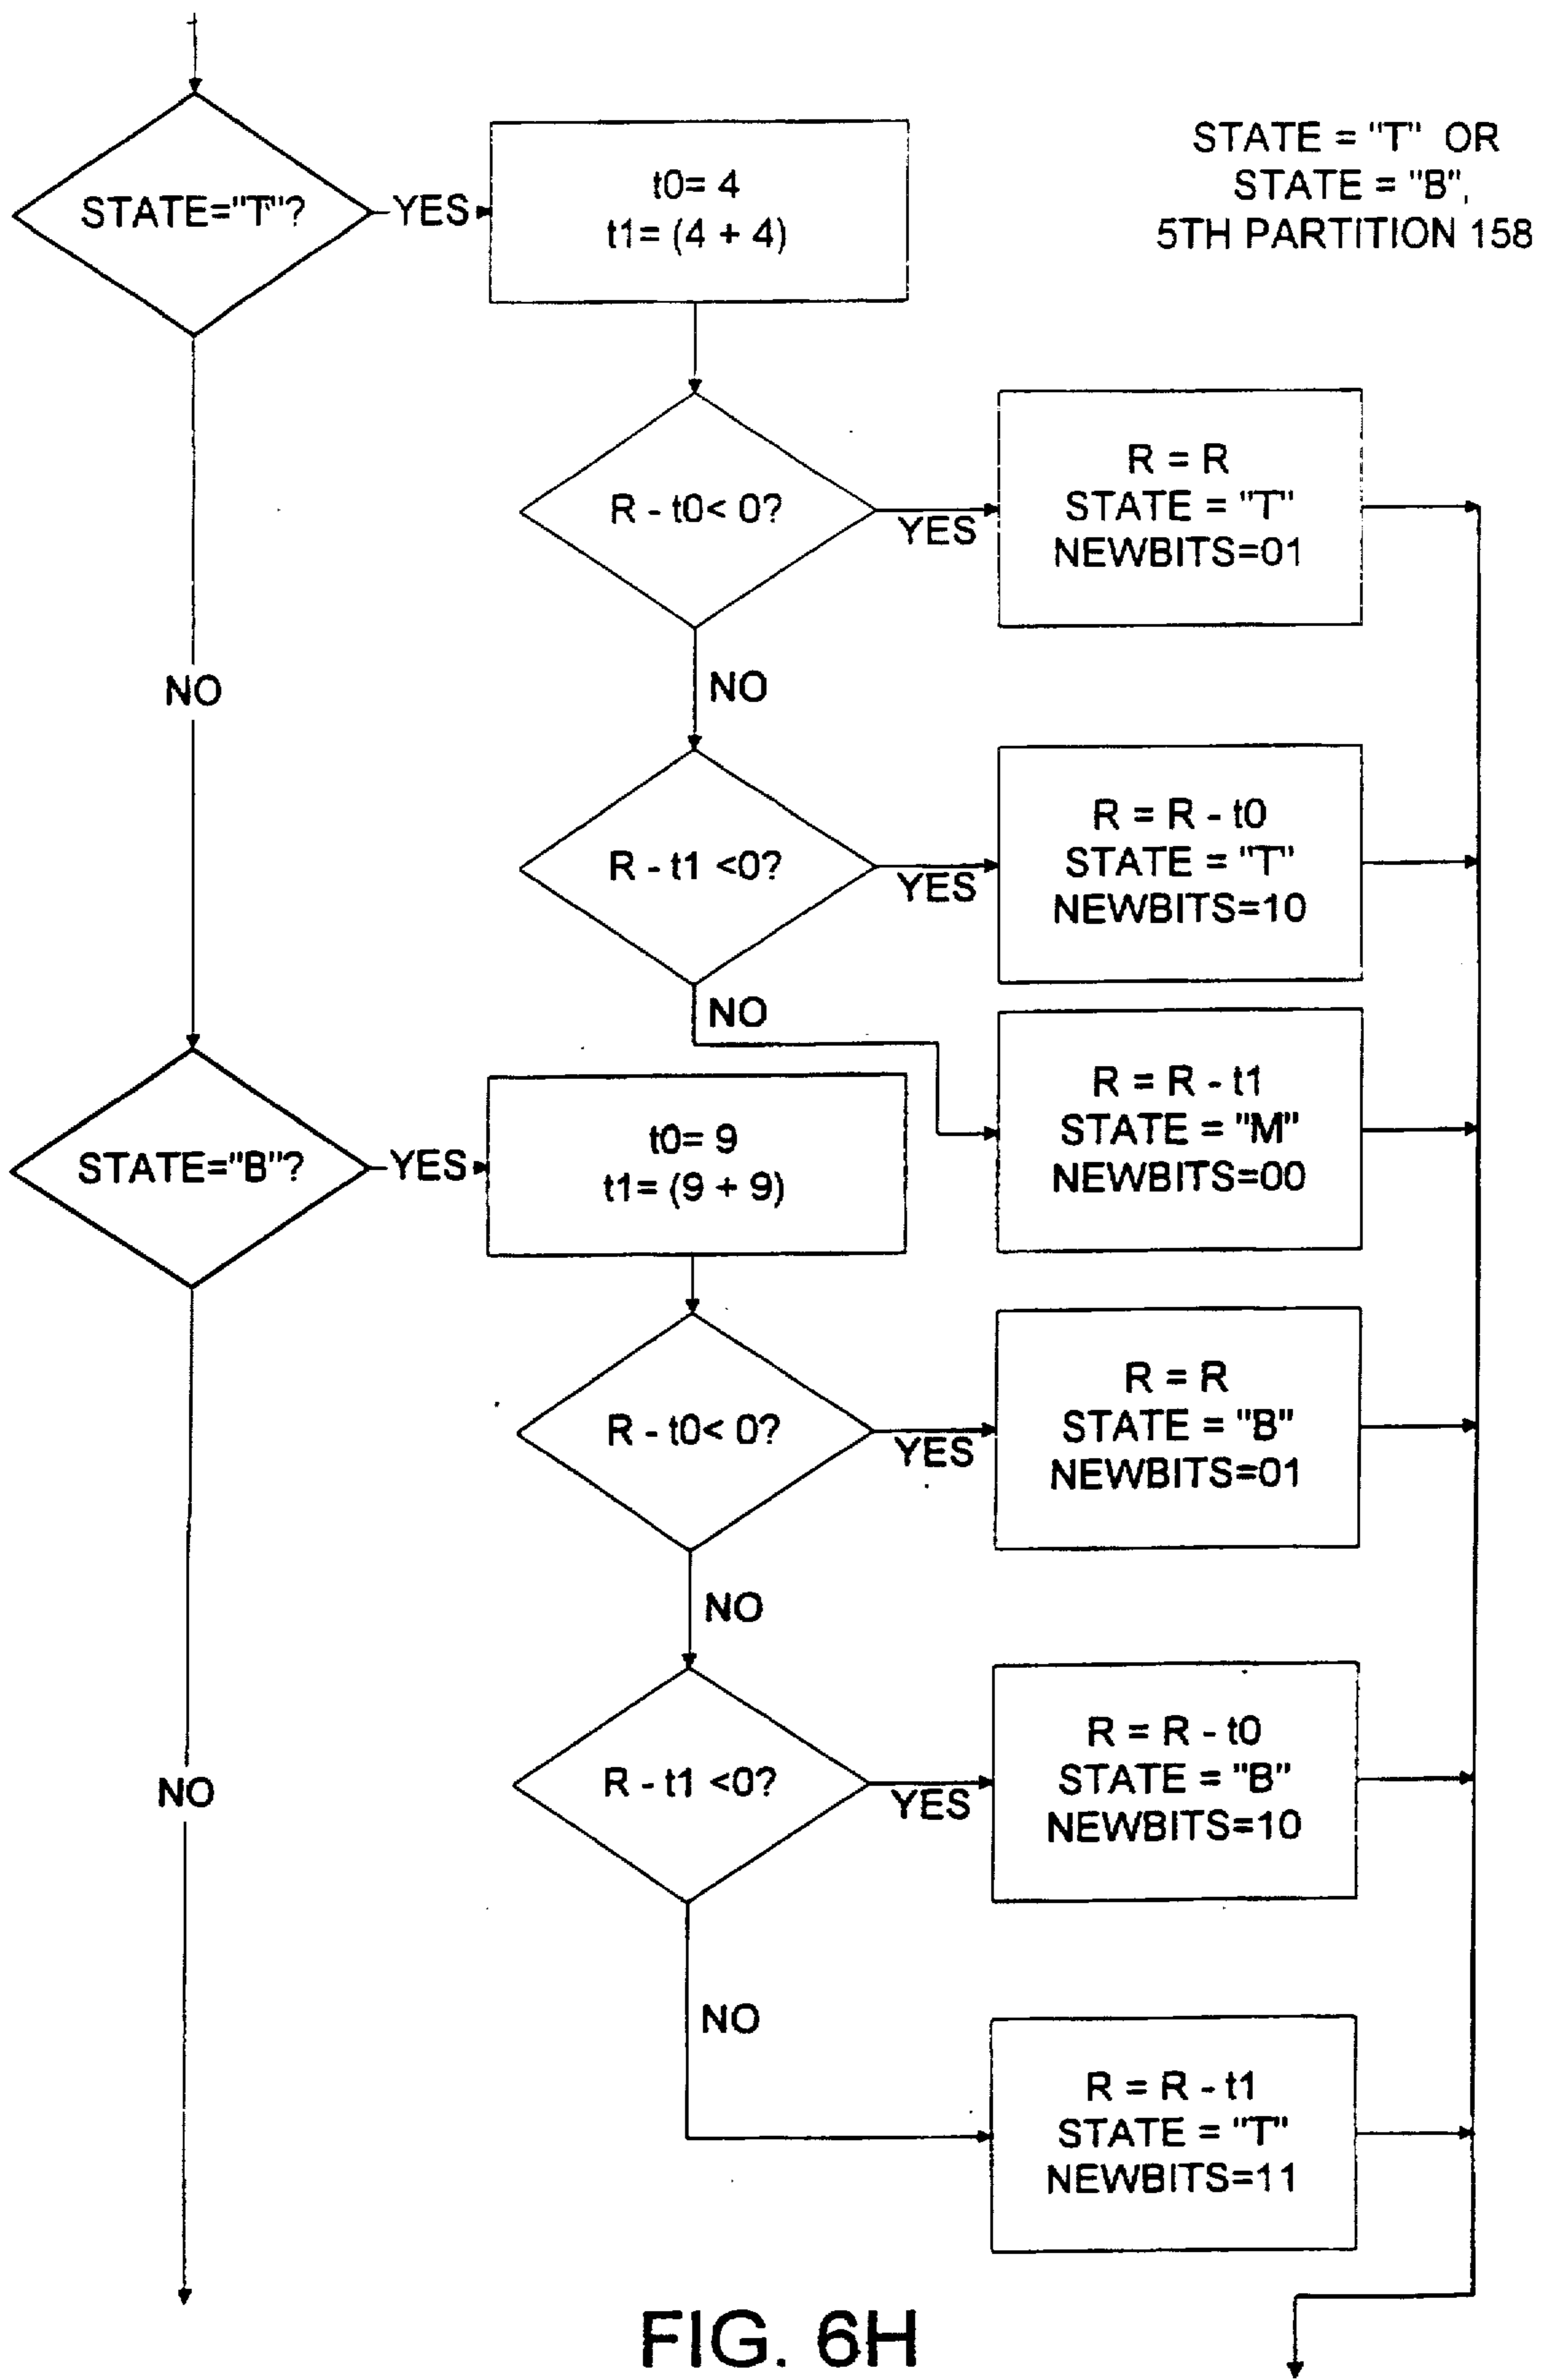 STATE="T"?
YES
t0= 4
t1= (4 + 4)
STATE = "T" OR
STATE = "B",
5TH PARTITION 158
R - t0< 0?
YES
R = R
STATE = "T"
NEWBITS=01
NO
NO
R - t1 <0?
YES
R = R - t0
STATE = "T"
NEWBITS=10
NO
R = R - t1
STATE = "M"
NEWBITS=00
STATE="B"?
YES
t0= 9
t1= (9 + 9)
R - t0< 0?
YES
R = R
STATE = "B"
NEWBITS=01
NO
R - t1 <0?
YES
R = R - t0
STATE = "B"
NEWBITS=10
NO
NO
R = R - t1
STATE = "T"
NEWBITS=11
FIG. 6H